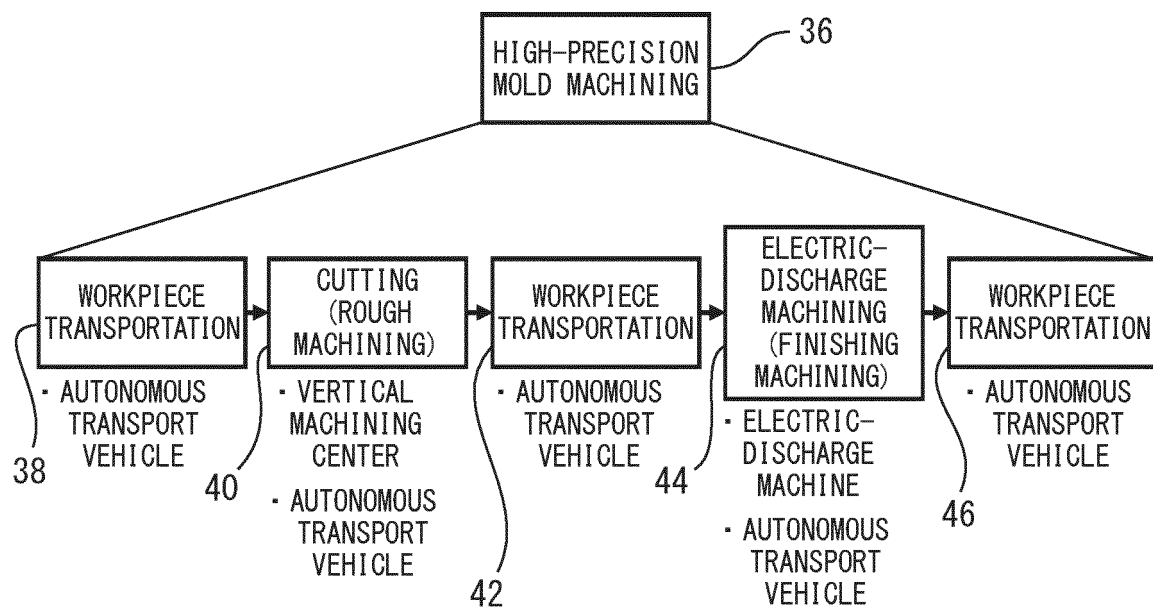 HIGH-PRECISION
MOLD MACHINING
36
WORKPIECE
TRANSPORTATION
38
・AUTONOMOUS
TRANSPORT
VEHICLE
CUTTING
(ROUGH
MACHINING)
40
・VERTICAL
MACHINING
CENTER
・AUTONOMOUS
TRANSPORT
VEHICLE
WORKPIECE
TRANSPORTATION
42
・AUTONOMOUS
TRANSPORT
VEHICLE
ELECTRIC-
DISCHARGE
MACHINING
(FINISHING
MACHINING)
44
・ELECTRIC-
DISCHARGE
MACHINE
・AUTONOMOUS
TRANSPORT
VEHICLE
WORKPIECE
TRANSPORTATION
46
・AUTONOMOUS
TRANSPORT
VEHICLE